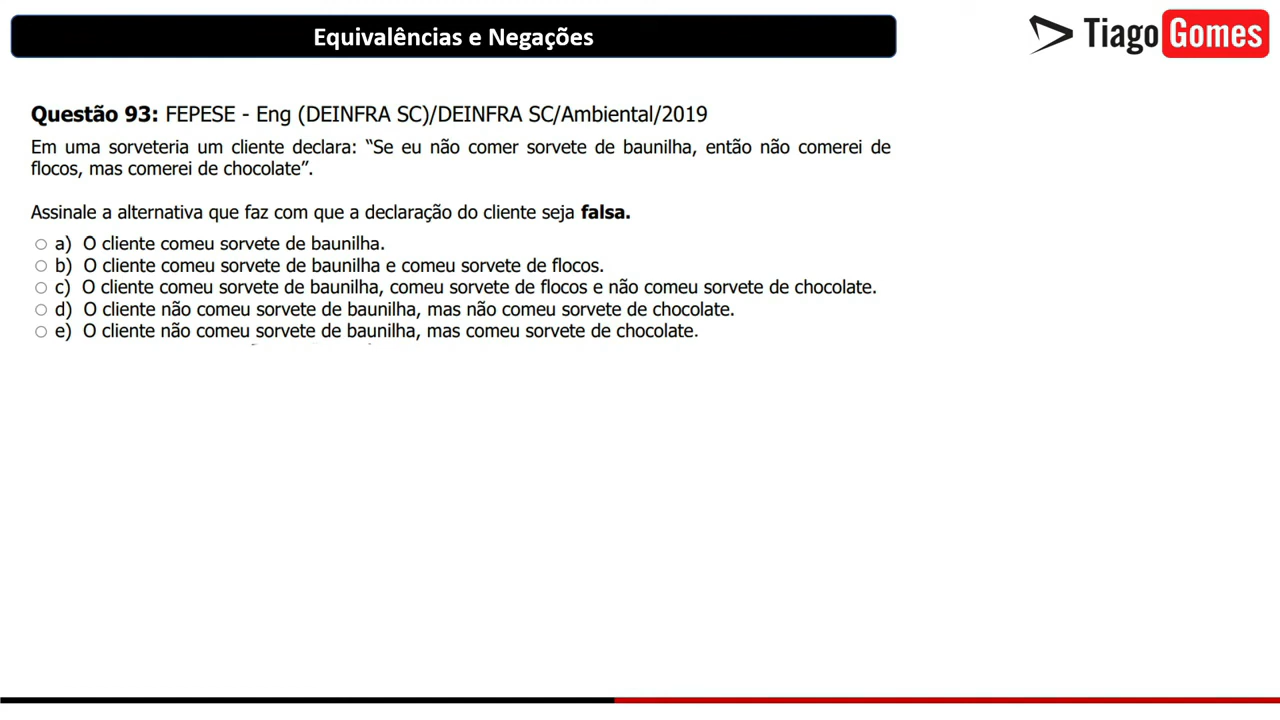 Equivalências e Negações
Tiago Gomes
Questão 93: FEPESE - Eng (DEINFRA SC)/DEINFRA SC/Ambiental/2019
Em uma sorveteria um cliente declara: “Se eu não comer sorvete de baunilha, então não comerei de
flocos, mas comerei de chocolate”.
Assinale a alternativa que faz com que a declaração do cliente seja falsa.
a) O cliente comeu sorvete de baunilha.
b) O cliente comeu sorvete de baunilha e comeu sorvete de flocos.
c) O cliente comeu sorvete de baunilha, comeu sorvete de flocos e não comeu sorvete de chocolate.
d) O cliente não comeu sorvete de baunilha, mas não comeu sorvete de chocolate.
e) O cliente não comeu sorvete de baunilha, mas comeu sorvete de chocolate.